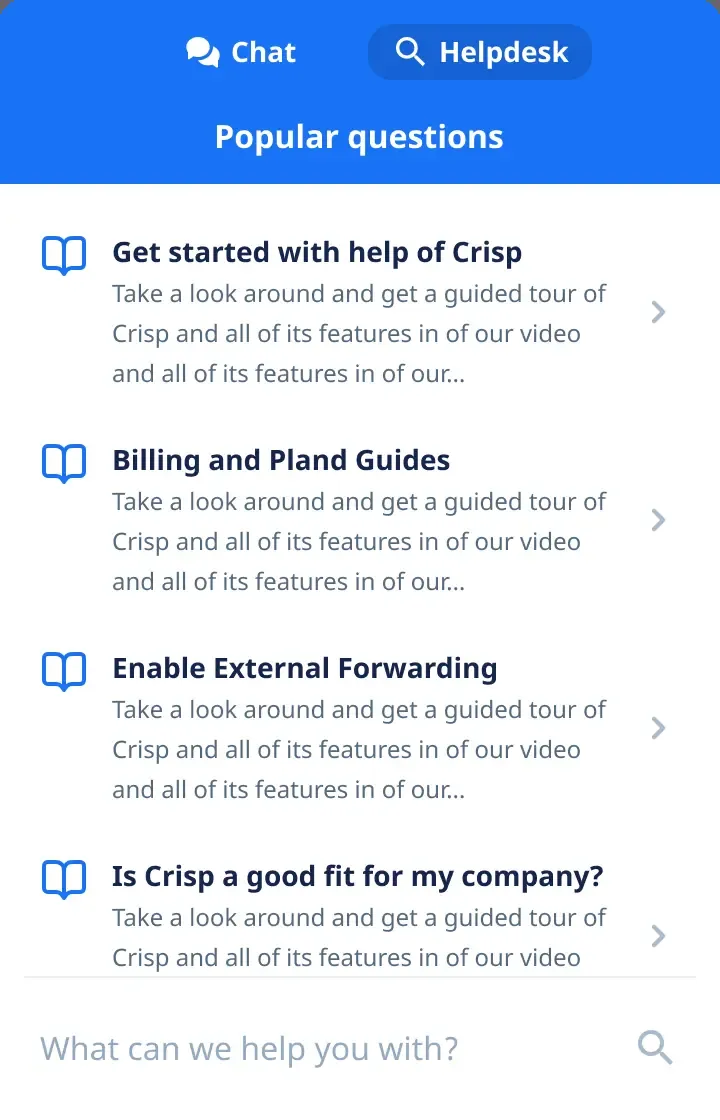 Chat
Helpdesk
Popular questions
Get started with help of Crisp
Take a look around and get a guided tour of
Crisp and all of its features in of our video
and all of its features in of our...
Billing and Pland Guides
Take a look around and get a guided tour of
Crisp and all of its features in of our video
and all of its features in of our...
Enable External Forwarding
Take a look around and get a guided tour of
Crisp and all of its features in of our video
and all of its features in of our...
Is Crisp a good fit for my company?
Take a look around and get a guided tour of
Crisp and all of its features in of our video
What can we help you with?